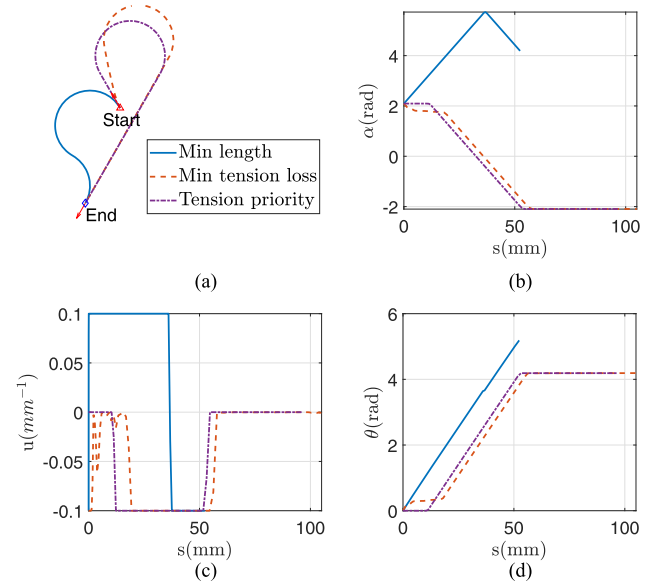 Start
End
Min length
Min tension loss
Tension priority
(a)
α(rad)
6
4
2
0
-2
0
50
100
s(mm)
(b)
u(mm⁻¹)
0.1
0.05
0
-0.05
-0.1
0
50
100
s(mm)
(c)
θ(rad)
6
4
2
0
0
50
100
s(mm)
(d)